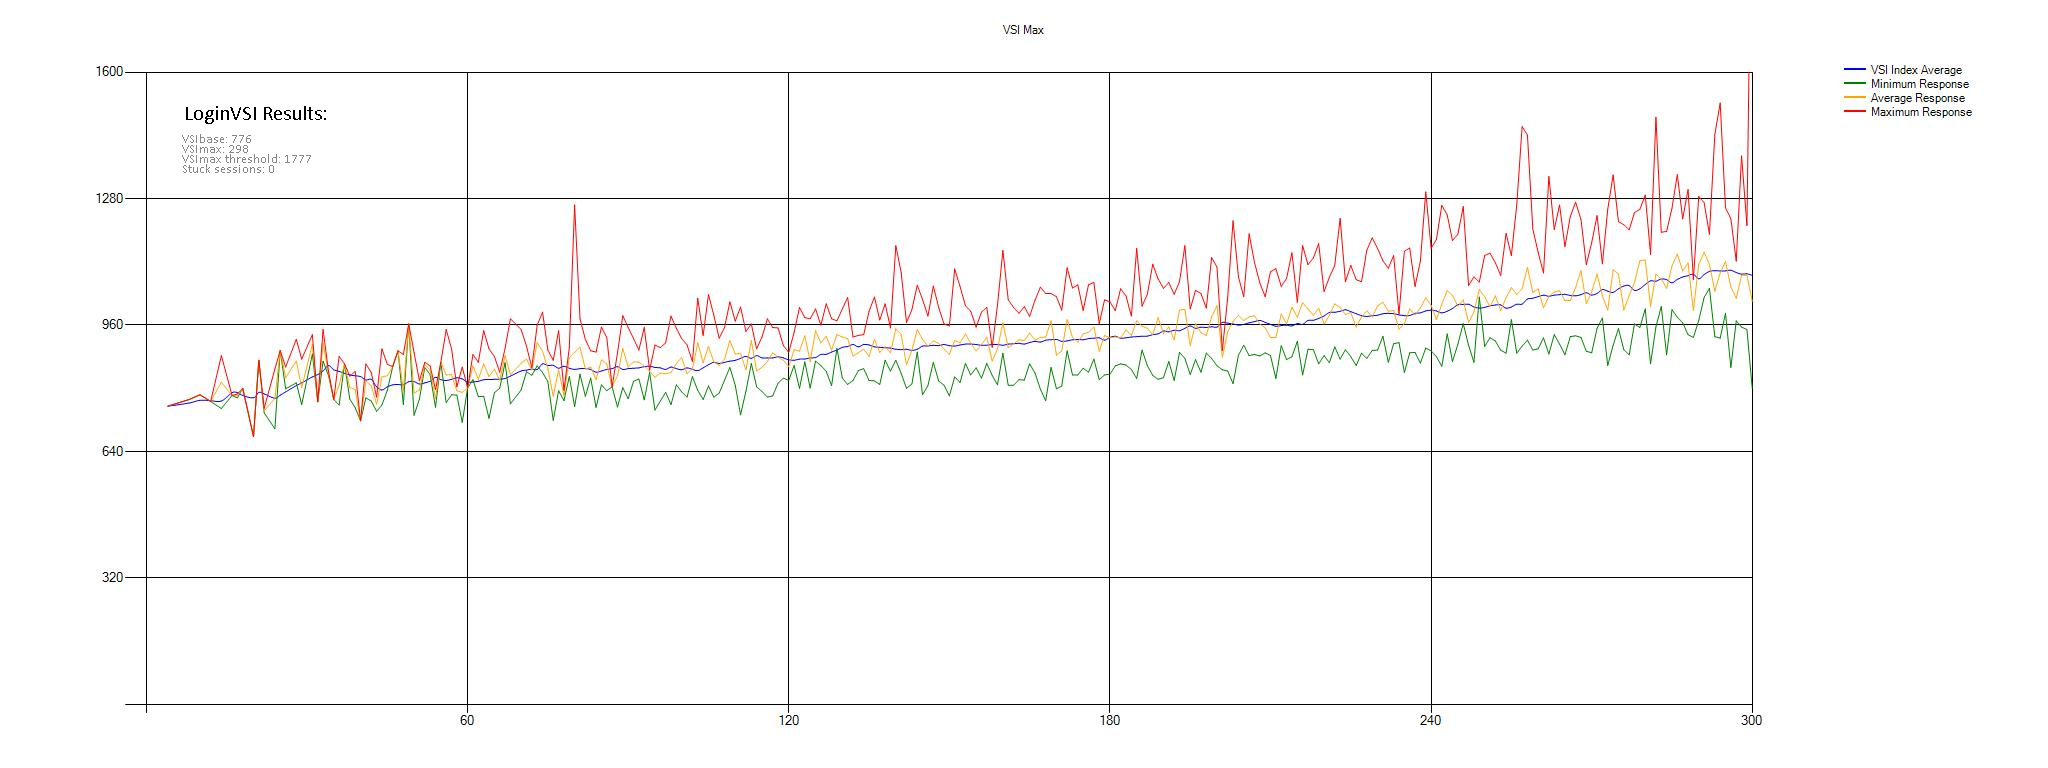 VSI Max
1600
1280
960
640
320
60
120
180
240
300
LoginVSI Results:
VSIbase: 776
VSImax: 298
VSImax threshold: 1777
Stuck sessions: 0
VSI Index Average
Minimum Response
Average Response
Maximum Response